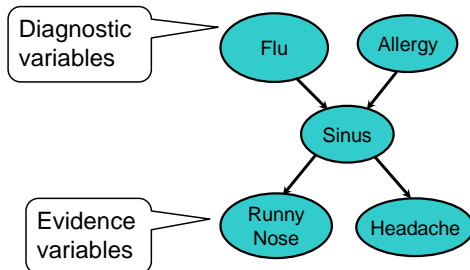 Diagnostic
variables
Flu
Allergy
Sinus
Evidence
variables
Runny
Nose
Headache